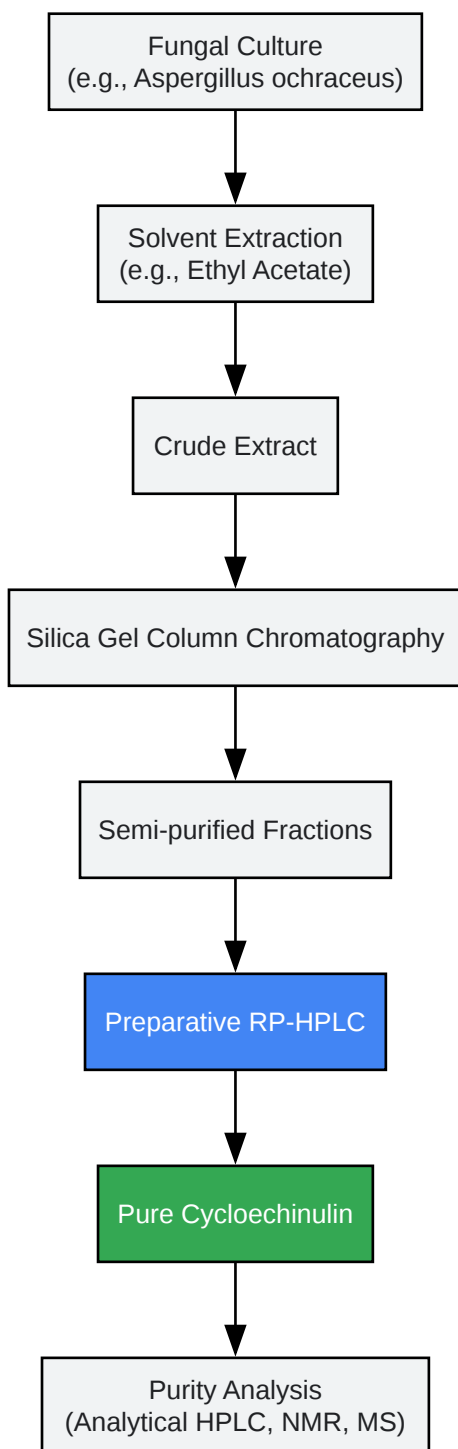 Fungal Culture
(e.g., Aspergillus ochraceus)
Solvent Extraction
(e.g., Ethyl Acetate)
Crude Extract
Silica Gel Column Chromatography
Semi-purified Fractions
Preparative RP-HPLC
Pure Cycloechinulin
Purity Analysis
(Analytical HPLC, NMR, MS)